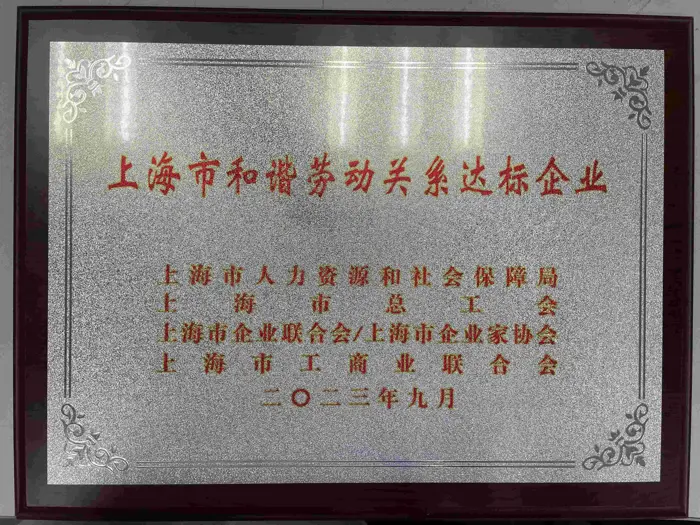 上海市和谐劳动关系达标企业
上海市人力资源和社会保障局
上海市总工会
上海市企业联合会/上海市企业家协会
上海市工商业联合会
二〇二三年九月